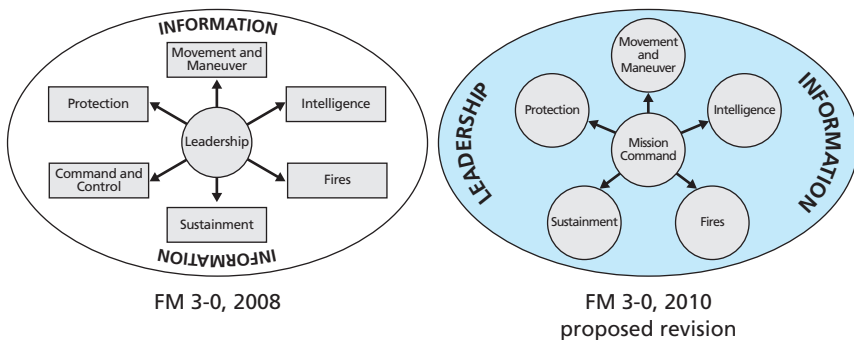 INFORMATION
Movement and
Maneuver
Protection
Intelligence
Leadership
Command and
Control
Fires
Sustainment
INFORMATION
FM 3-0, 2008
LEADERSHIP
INFORMATION
Movement
and
Maneuver
Protection
Intelligence
Mission
Command
Sustainment
Fires
FM 3-0, 2010
proposed revision